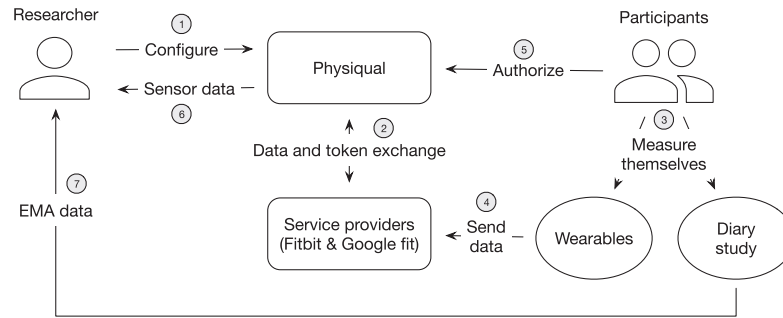 Researcher
Participants
1
Configure
Physiqual
5
Authorize
Sensor data
6
2
Data and token exchange
3
Measure
themselves
7
EMA data
Service providers
(Fitbit & Google fit)
4
Send
data
Wearables
Diary
study